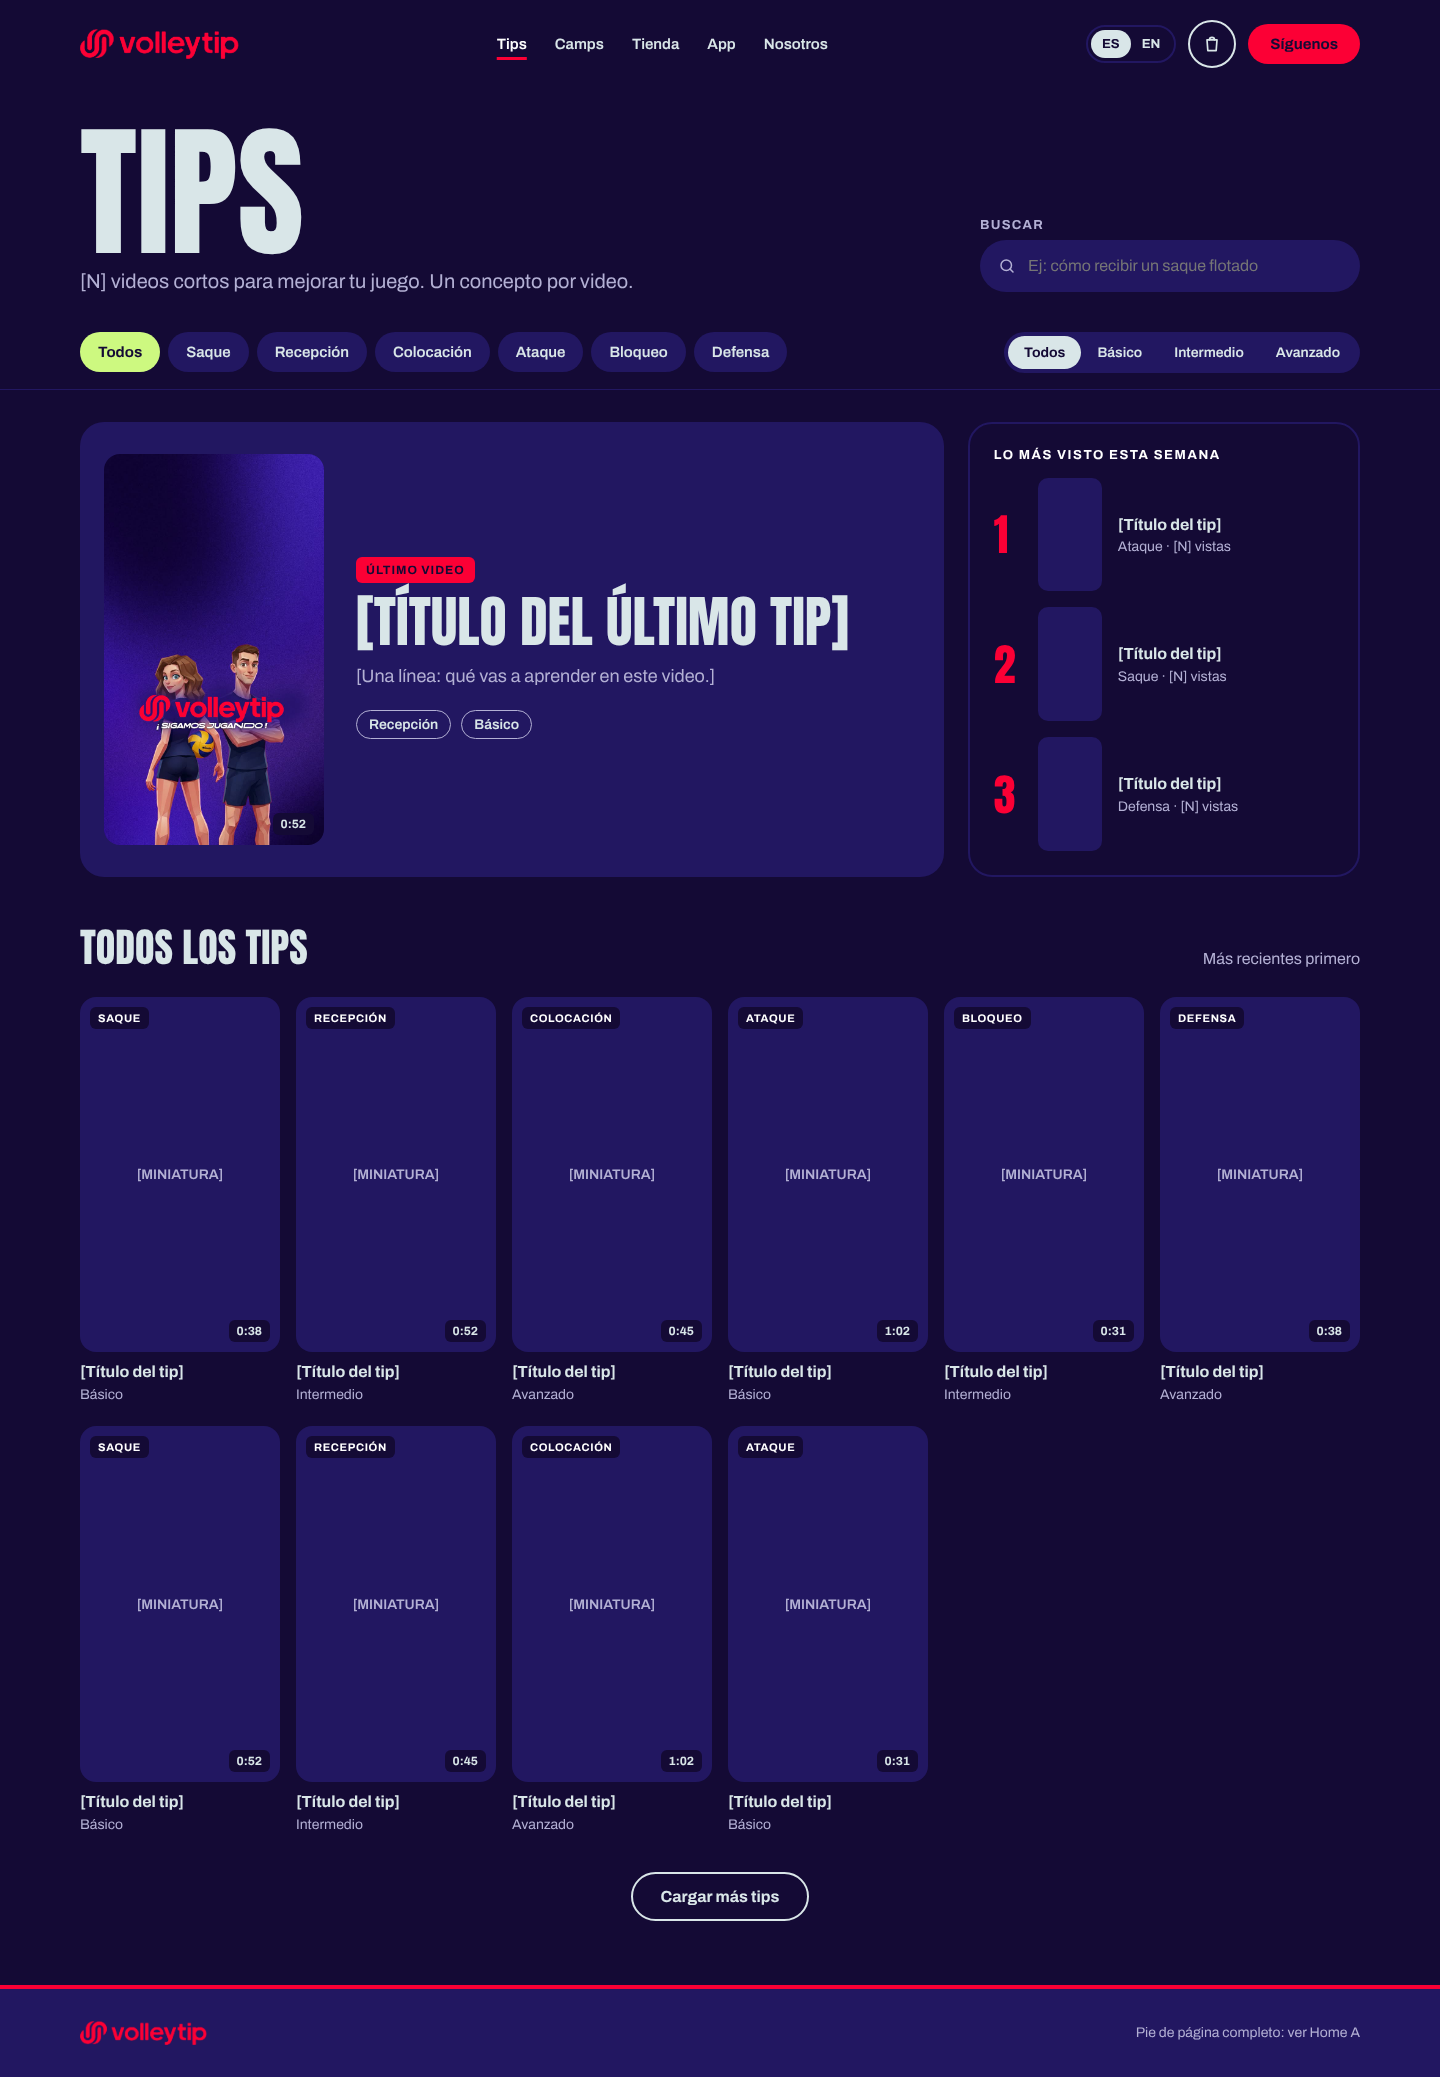 volleytip
Tips
Camps
Tienda
App
Nosotros
ES
EN
Síguenos
TIPS
[N] videos cortos para mejorar tu juego. Un concepto por video.
BUSCAR
Ej: cómo recibir un saque flotado
Todos
Saque
Recepción
Colocación
Ataque
Bloqueo
Defensa
Todos
Básico
Intermedio
Avanzado
volleytip
¡SIGAMOS JUGANDO!
0:52
ÚLTIMO VIDEO
[TÍTULO DEL ÚLTIMO TIP]
[Una línea: qué vas a aprender en este video.]
Recepción
Básico
LO MÁS VISTO ESTA SEMANA
1
[Título del tip]
Ataque · [N] vistas
2
[Título del tip]
Saque · [N] vistas
3
[Título del tip]
Defensa · [N] vistas
TODOS LOS TIPS
Más recientes primero
SAQUE
[MINIATURA]
0:38
[Título del tip]
Básico
RECEPCIÓN
[MINIATURA]
0:52
[Título del tip]
Intermedio
COLOCACIÓN
[MINIATURA]
0:45
[Título del tip]
Avanzado
ATAQUE
[MINIATURA]
1:02
[Título del tip]
Básico
BLOQUEO
[MINIATURA]
0:31
[Título del tip]
Intermedio
DEFENSA
[MINIATURA]
0:38
[Título del tip]
Avanzado
SAQUE
[MINIATURA]
0:52
[Título del tip]
Básico
RECEPCIÓN
[MINIATURA]
0:45
[Título del tip]
Intermedio
COLOCACIÓN
[MINIATURA]
1:02
[Título del tip]
Avanzado
ATAQUE
[MINIATURA]
0:31
[Título del tip]
Básico
Cargar más tips
volleytip
Pie de página completo: ver Home A